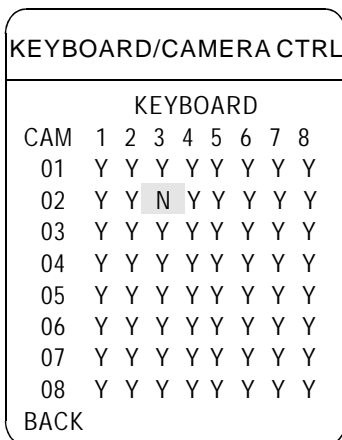 KEYBOARD/CAMERA CTRL
KEYBOARD
CAM 1 2 3 4 5 6 7 8
01 Y Y Y Y Y Y Y Y
02 Y Y N Y Y Y Y Y
03 Y Y Y Y Y Y Y Y
04 Y Y Y Y Y Y Y Y
05 Y Y Y Y Y Y Y Y
06 Y Y Y Y Y Y Y Y
07 Y Y Y Y Y Y Y Y
08 Y Y Y Y Y Y Y Y
BACK